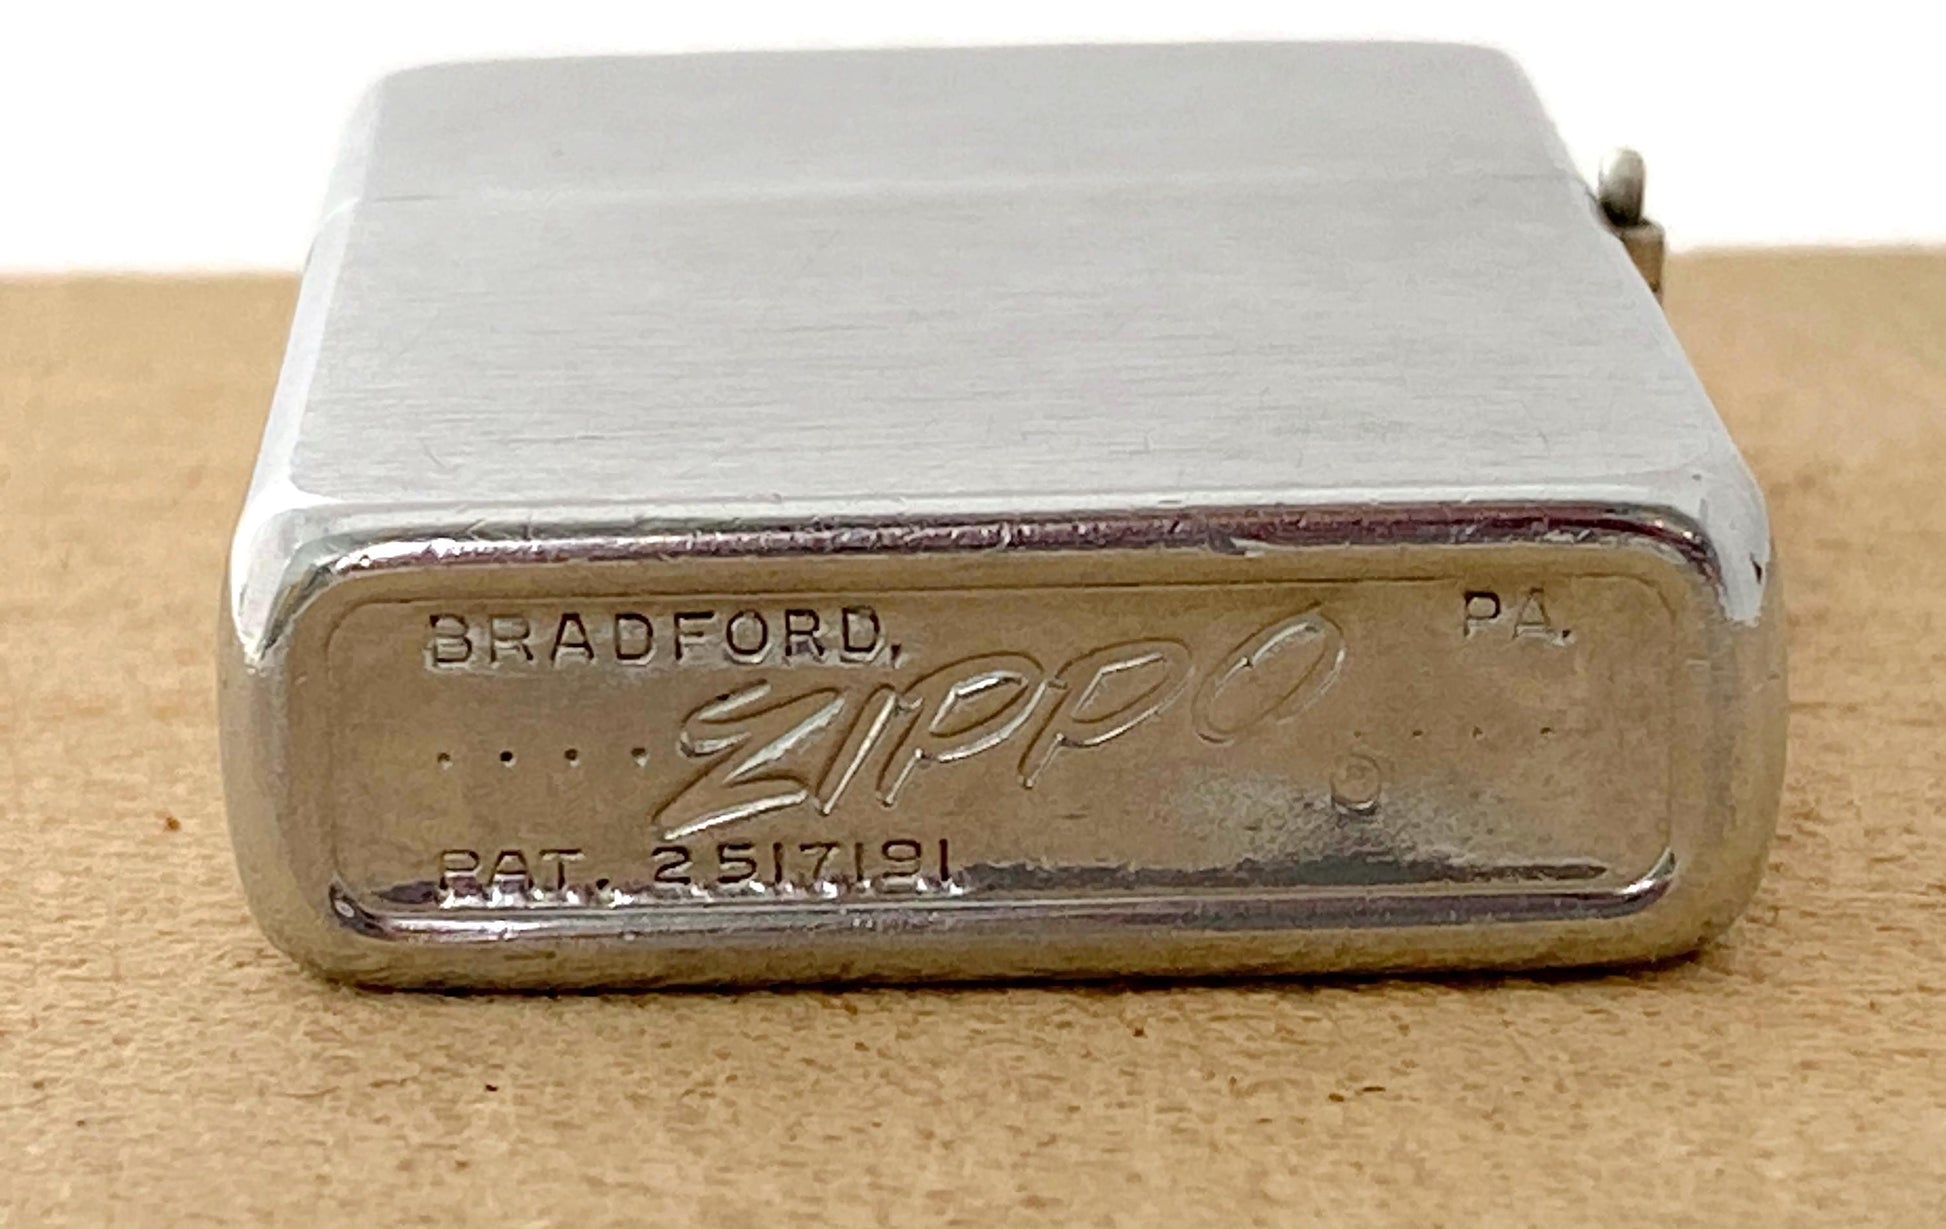 BRADFORD, PA.
.... ZIPPO ....
PAT. 2517191